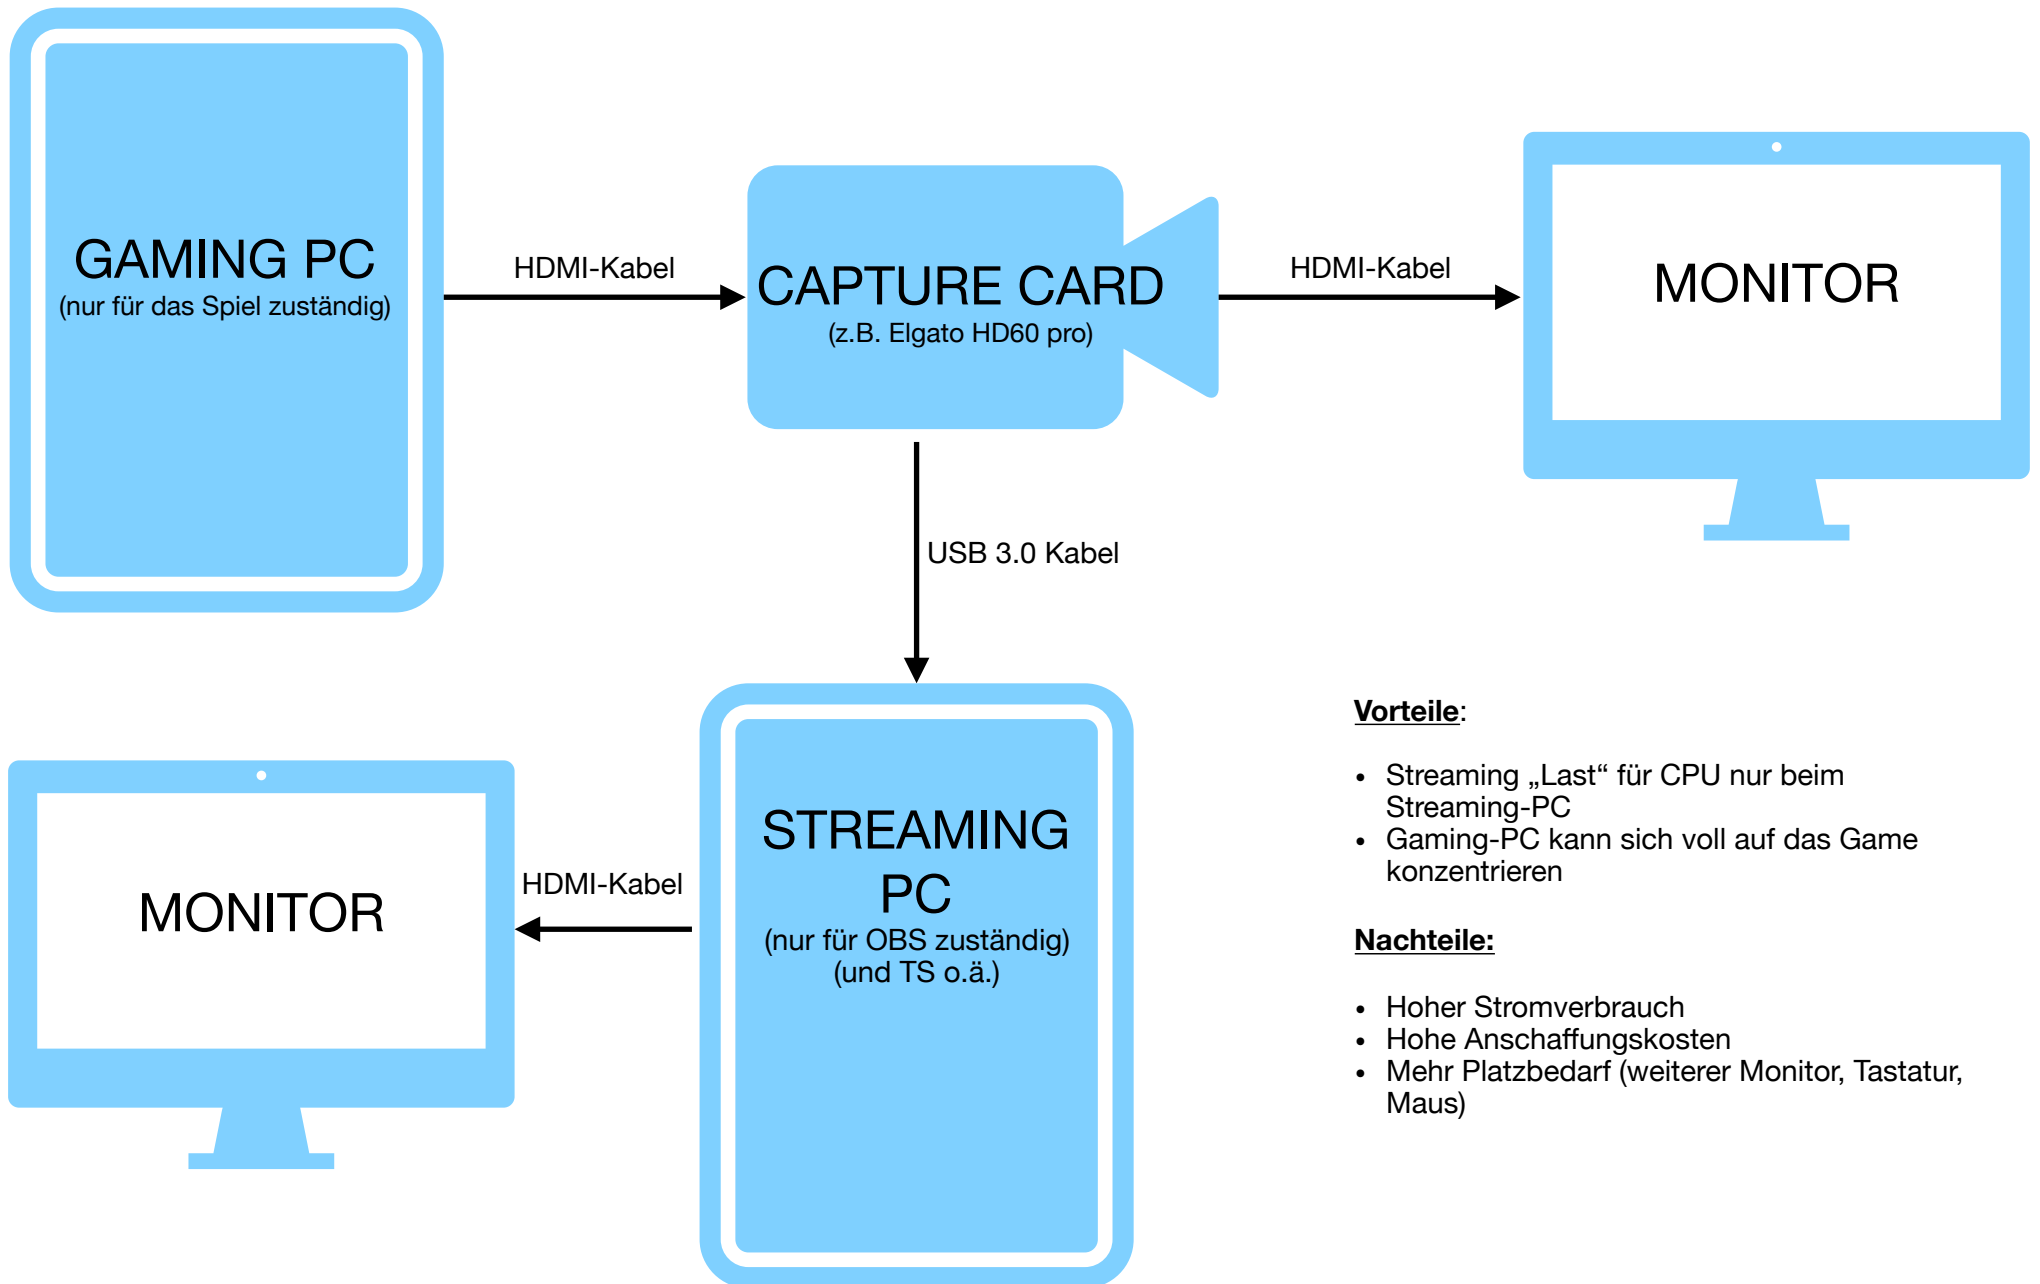 GAMING PC
(nur für das Spiel zuständig)
HDMI-Kabel
CAPTURE CARD
(z.B. Elgato HD60 pro)
HDMI-Kabel
MONITOR
USB 3.0 Kabel
MONITOR
HDMI-Kabel
STREAMING
PC
(nur für OBS zuständig)
(und TS o.ä.)
Vorteile:
• Streaming „Last“ für CPU nur beim
Streaming-PC
• Gaming-PC kann sich voll auf das Game
konzentrieren
Nachteile:
• Hoher Stromverbrauch
• Hohe Anschaffungskosten
• Mehr Platzbedarf (weiterer Monitor, Tastatur,
Maus)